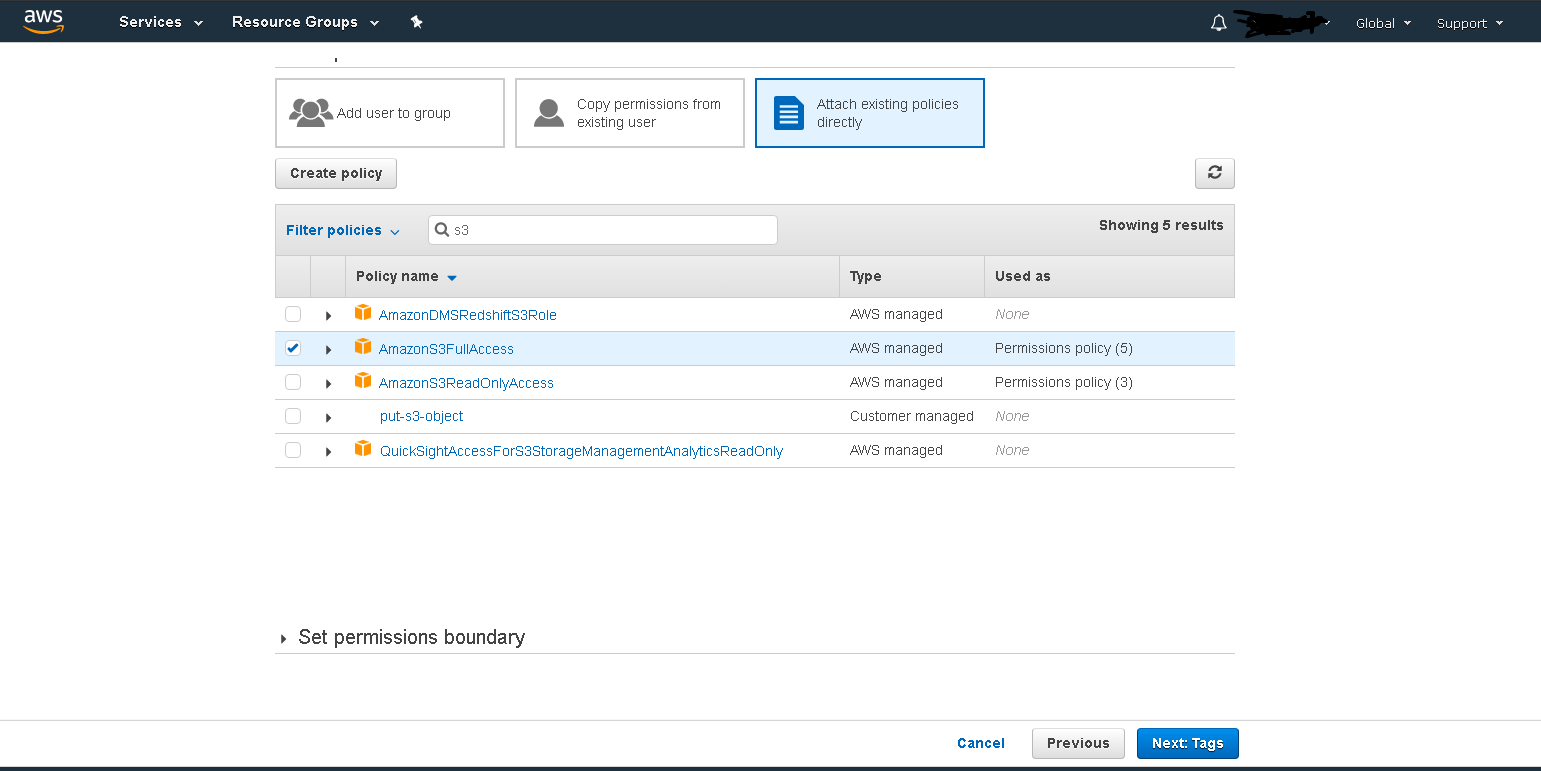 aws Services Resource Groups Global Support
Add user to group
Copy permissions from
existing user
Attach existing policies
directly
Create policy
Filter policies s3 Showing 5 results
Policy name Type Used as
AmazonDMSRedshiftS3Role AWS managed None
AmazonS3FullAccess AWS managed Permissions policy (5)
AmazonS3ReadOnlyAccess AWS managed Permissions policy (3)
put-s3-object Customer managed None
QuickSightAccessForS3StorageManagementAnalyticsReadOnly AWS managed None
Set permissions boundary
Cancel Previous Next: Tags